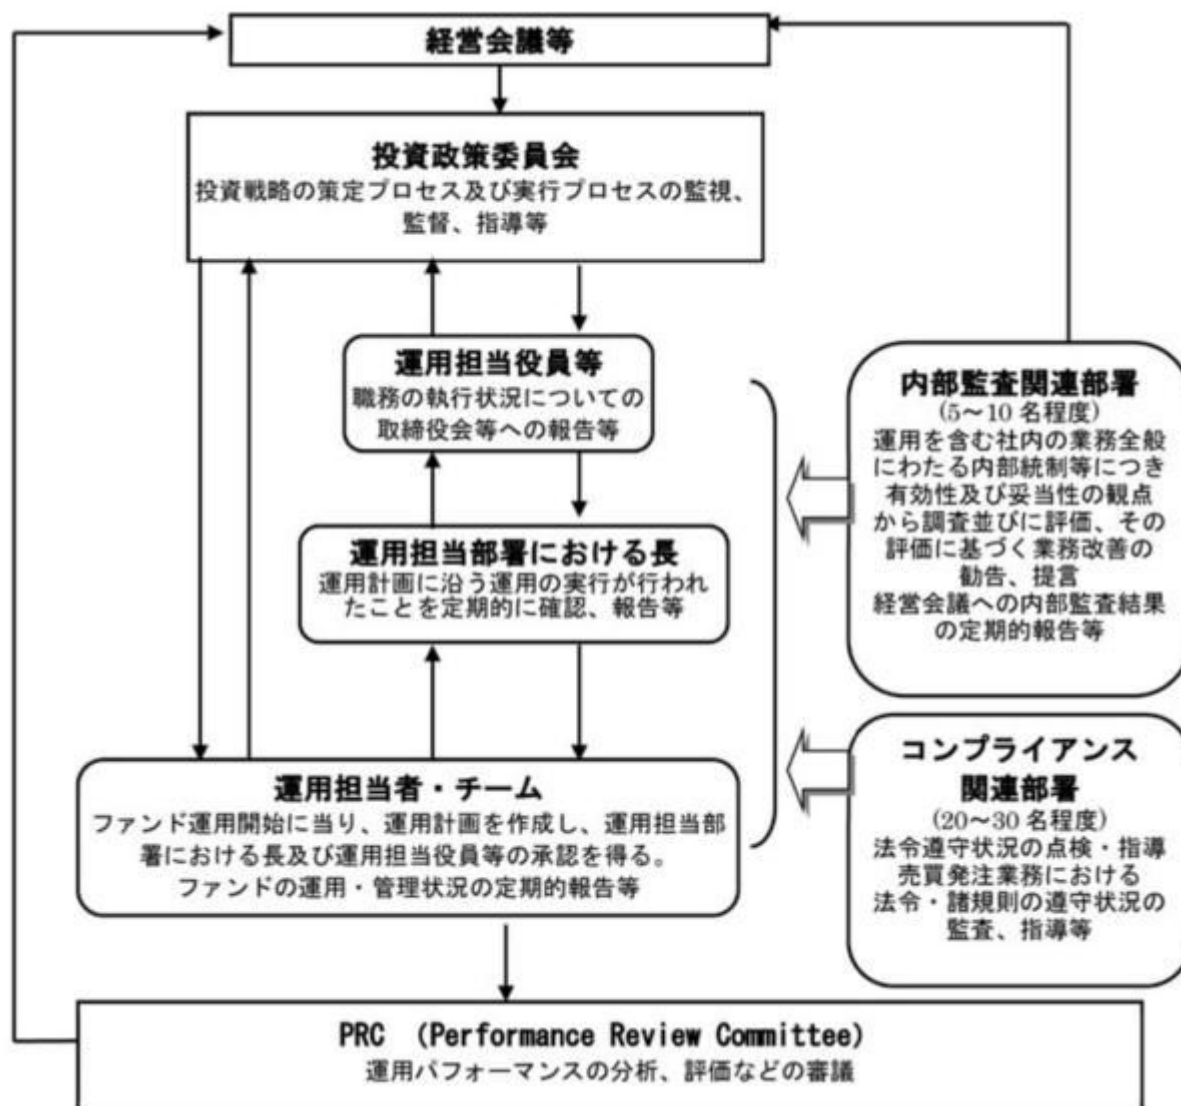 経営会議等
投資政策委員会
投資戦略の策定プロセス及び実行プロセスの監視、
監督、指導等
運用担当役員等
職務の執行状況についての
取締役会等への報告等
運用担当部署における長
運用計画に沿う運用の実行が行われ
たことを定期的に確認、報告等
運用担当者・チーム
ファンド運用開始に当り、運用計画を作成し、運用担当部
署における長及び運用担当役員等の承認を得る。
ファンドの運用・管理状況の定期的報告等
内部監査関連部署
(5～10 名程度)
運用を含む社内の業務全般
にわたる内部統制等につき
有効性及び妥当性の観点
から調査並びに評価、その
評価に基づく業務改善の
勧告、提言
経営会議への内部監査結果
の定期的報告等
コンプライアンス
関連部署
(20～30 名程度)
法令遵守状況の点検・指導
売買発注業務における
法令・諸規則の遵守状況の
監査、指導等
PRC （Performance Review Committee)
運用パフォーマンスの分析、評価などの審議